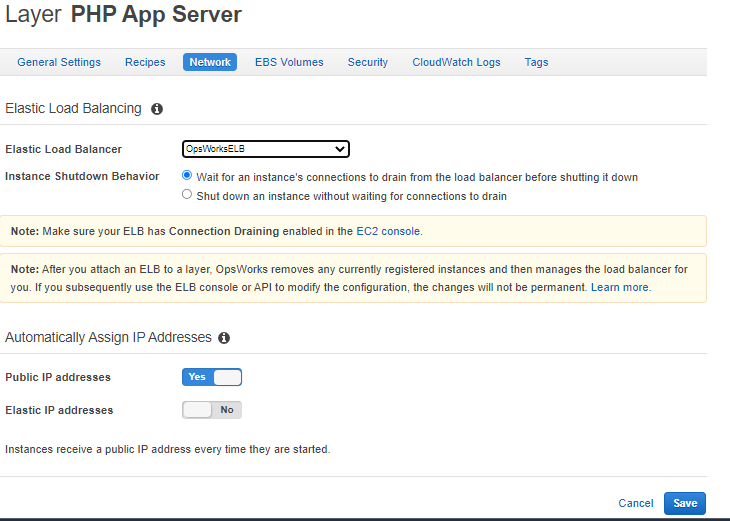 Layer PHP App Server
General Settings Recipes Network EBS Volumes Security CloudWatch Logs Tags
Elastic Load Balancing
Elastic Load Balancer OpsWorksELB
Instance Shutdown Behavior Wait for an instance's connections to drain from the load balancer before shutting it down
Shut down an instance without waiting for connections to drain
Note: Make sure your ELB has Connection Draining enabled in the EC2 console.
Note: After you attach an ELB to a layer, OpsWorks removes any currently registered instances and then manages the load balancer for
you. If you subsequently use the ELB console or API to modify the configuration, the changes will not be permanent. Learn more.
Automatically Assign IP Addresses
Public IP addresses Yes
Elastic IP addresses No
Instances receive a public IP address every time they are started.
Cancel Save